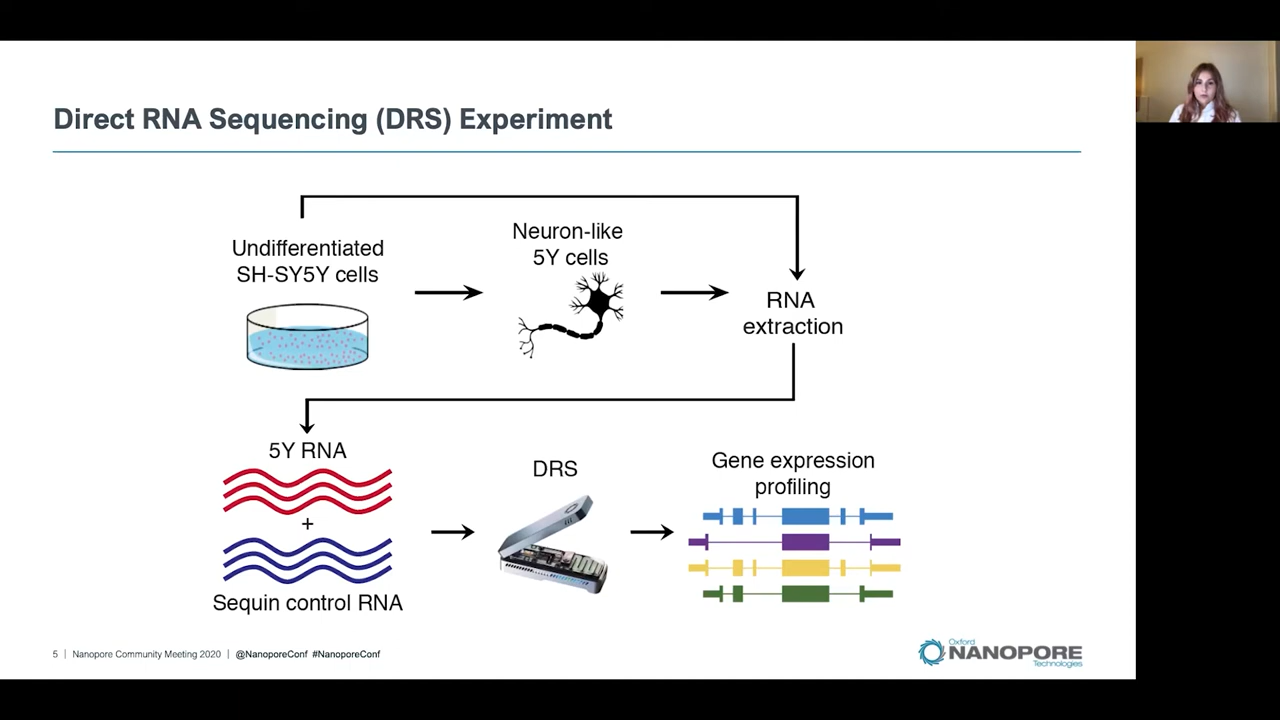 Direct RNA Sequencing (DRS) Experiment
Undifferentiated
SH-SY5Y cells
Neuron-like
5Y cells
RNA
extraction
5Y RNA
+
Sequin control RNA
DRS
Gene expression
profiling
5 | Nanopore Community Meeting 2020 | @NanoporeConf #NanoporeConf
Oxford
NANOPORE
Technologies